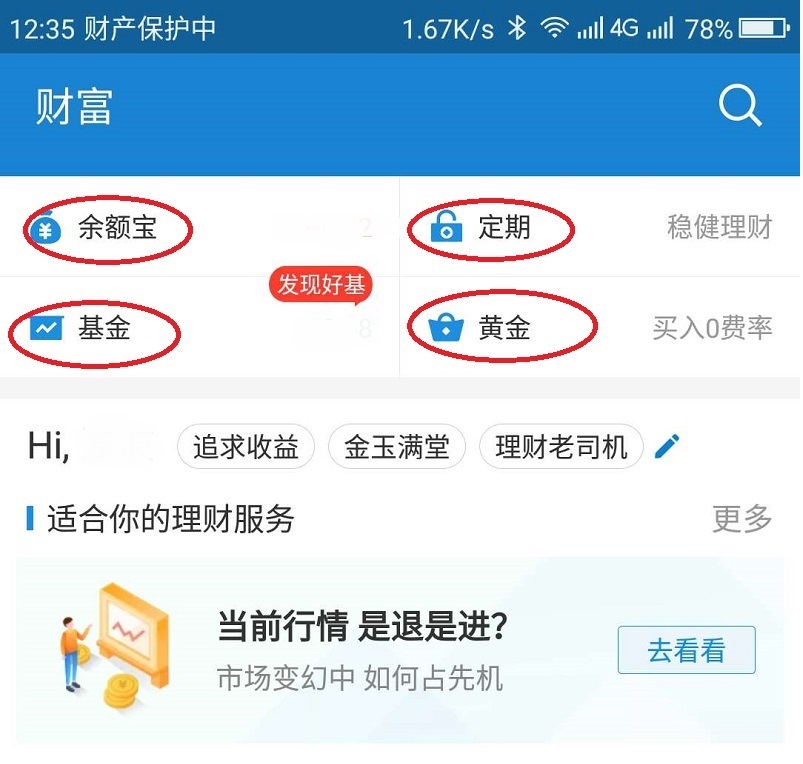 12:35 财产保护中 1.67K/s 4G 78%
财富
余额宝 2 定期 稳健理财
发现好基
基金 8 黄金 买入0费率
Hi, 追求收益 金玉满堂 理财老司机
适合你的理财服务 更多
当前行情 是退是进?
市场变幻中 如何占先机 去看看